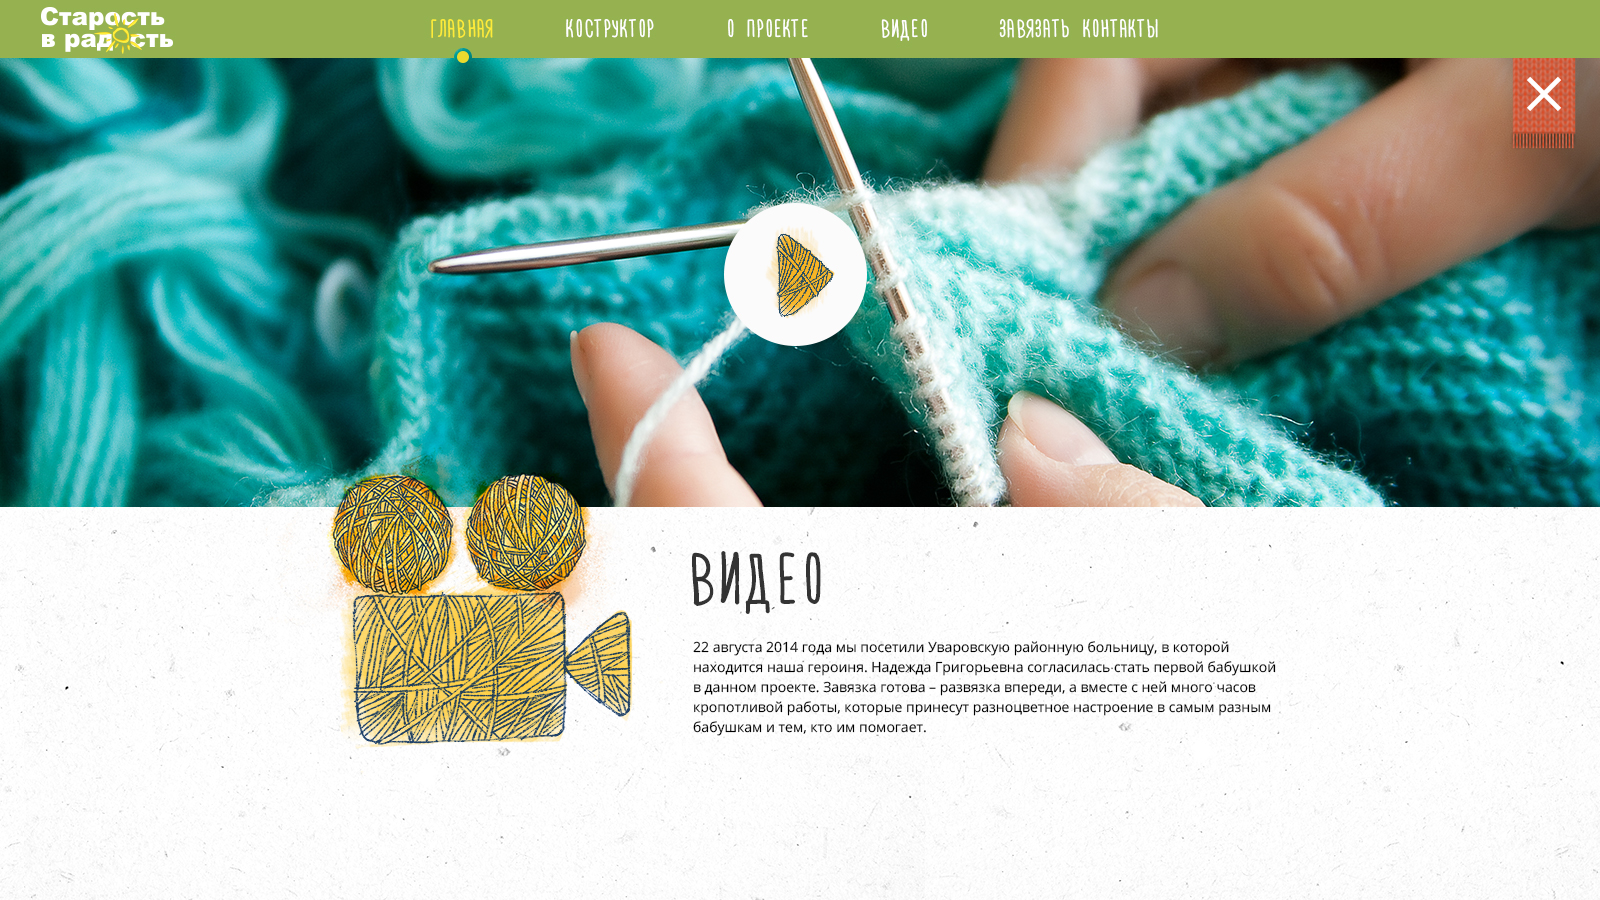 Старость
в радость
ГЛАВНАЯ КОСТРУКТОР О ПРОЕКТЕ ВИДЕО ЗАВЯЗАТЬ КОНТАКТЫ
ВИДЕО
22 августа 2014 года мы посетили Уваровскую районную больницу, в которой
находится наша героиня. Надежда Григорьевна согласилась стать первой бабушкой
в данном проекте. Завязка готова – развязка впереди, а вместе с ней много часов
кропотливой работы, которые принесут разноцветное настроение в самым разным
бабушкам и тем, кто им помогает.